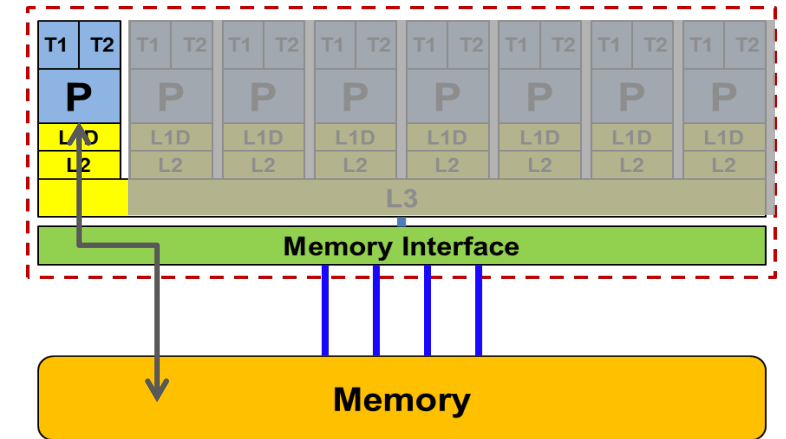 T1 T2 T1 T2 T1 T2 T1 T2 T1 T2 T1 T2 T1 T2 T1 T2
P P P P P P P P
L1D L1D L1D L1D L1D L1D L1D L1D
L2 L2 L2 L2 L2 L2 L2 L2
L3
Memory Interface
Memory